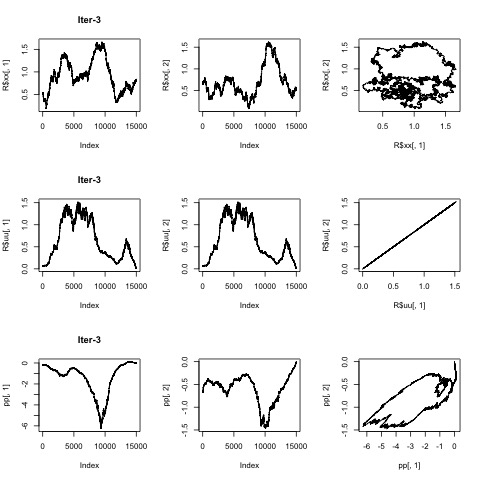 Iter-3
R$xx[, 1]
0.5 1.0 1.5
0 5000 10000 15000
Index
R$xx[, 2]
0.5 1.0 1.5
0 5000 10000 15000
Index
R$xx[, 2]
0.5 1.0 1.5
0.5 1.0 1.5
R$xx[, 1]
Iter-3
R$uu[, 1]
0.0 0.5 1.0 1.5
0 5000 10000 15000
Index
R$uu[, 2]
0.0 0.5 1.0 1.5
0 5000 10000 15000
Index
R$uu[, 2]
0.0 0.5 1.0 1.5
0.0 0.5 1.0 1.5
R$uu[, 1]
Iter-3
pp[, 1]
-6 -4 -2 0
0 5000 10000 15000
Index
pp[, 2]
-1.5 -1.0 -0.5 0.0
0 5000 10000 15000
Index
pp[, 2]
-1.5 -1.0 -0.5 0.0
-6 -5 -4 -3 -2 -1 0
pp[, 1]